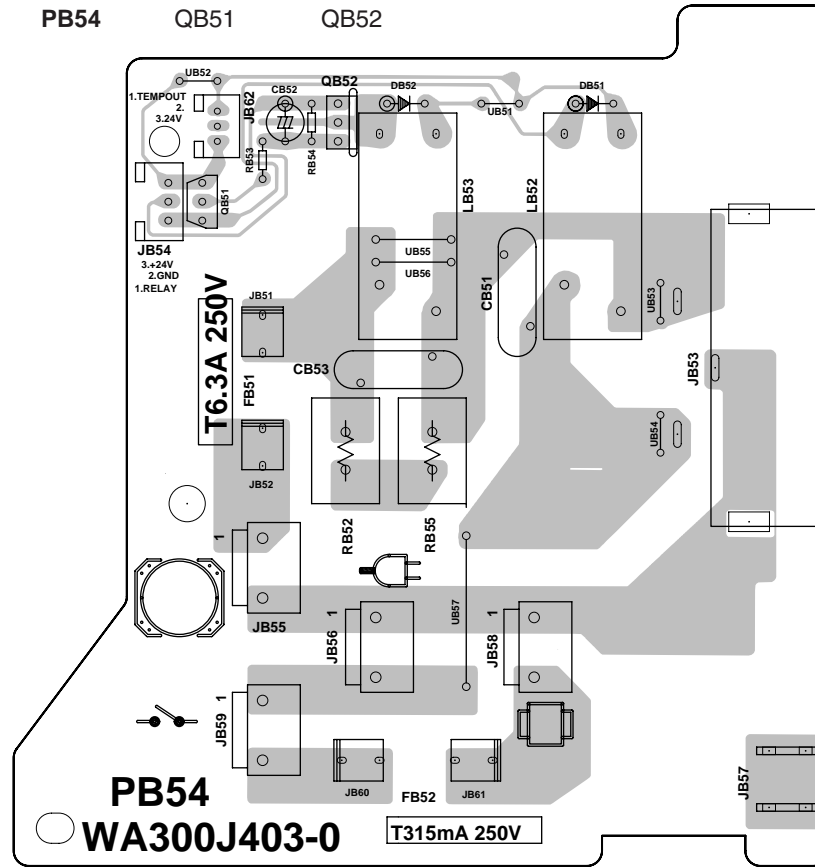 PB54 QB51 QB52
UB52
CB52
QB52
DB52
DB51
1.TEMPOUT
2.
3.24V
JB62
UB51
RB53
RB54
QB51
LB53
LB52
JB54
3.+24V
2.GND
1.RELAY
UB55
UB56
CB51
UB53
JB51
T6.3A 250V
FB51
CB53
JB53
UB54
JB52
RB52
RB55
1
JB55
UB57
1
JB56
1
JB58
1
JB59
JB60
FB52
JB61
JB57
PB54
WA300J403-0
T315mA 250V